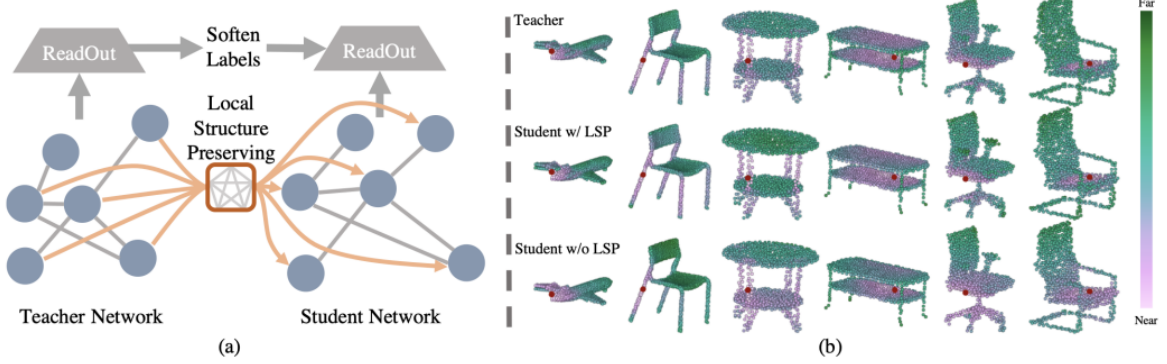 ReadOut
Soften
Labels
ReadOut
Local
Structure
Preserving
Teacher Network
Student Network
(a)
Teacher
Student w/ LSP
Student w/o LSP
Far
Near
(b)